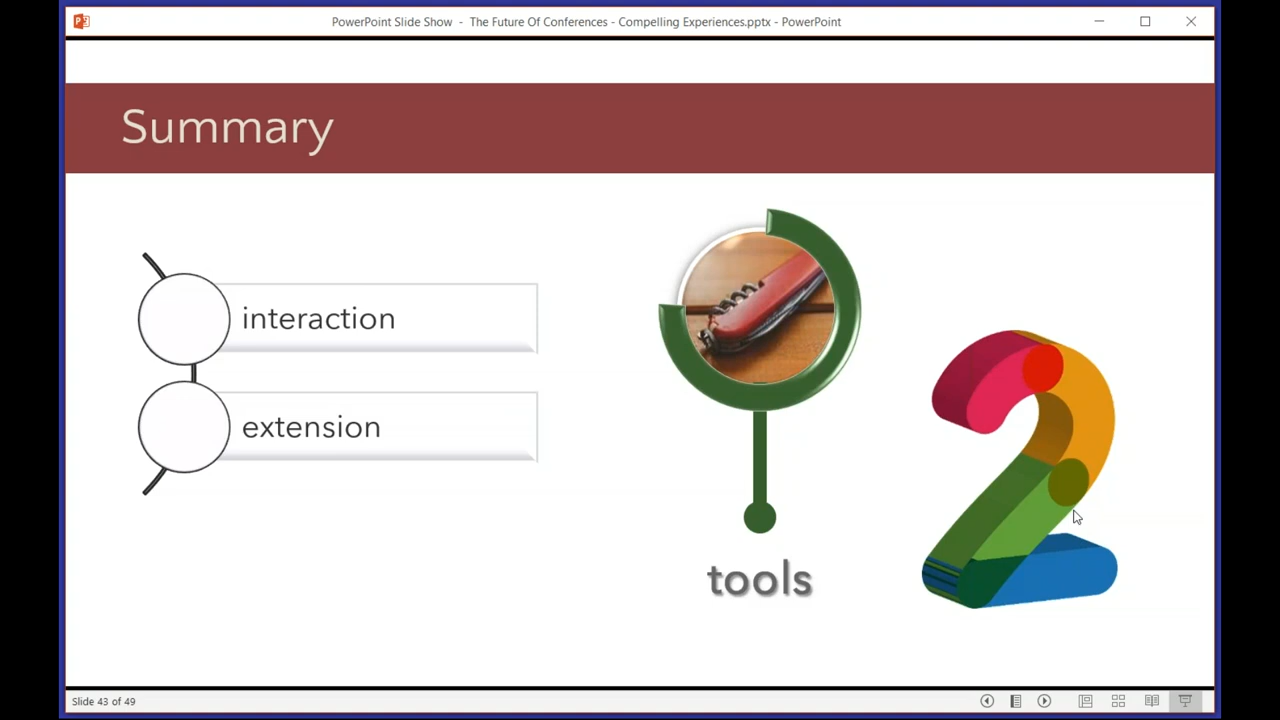 PowerPoint Slide Show - The Future Of Conferences - Compelling Experiences.pptx - PowerPoint
Summary
interaction
extension
tools
2
Slide 43 of 49